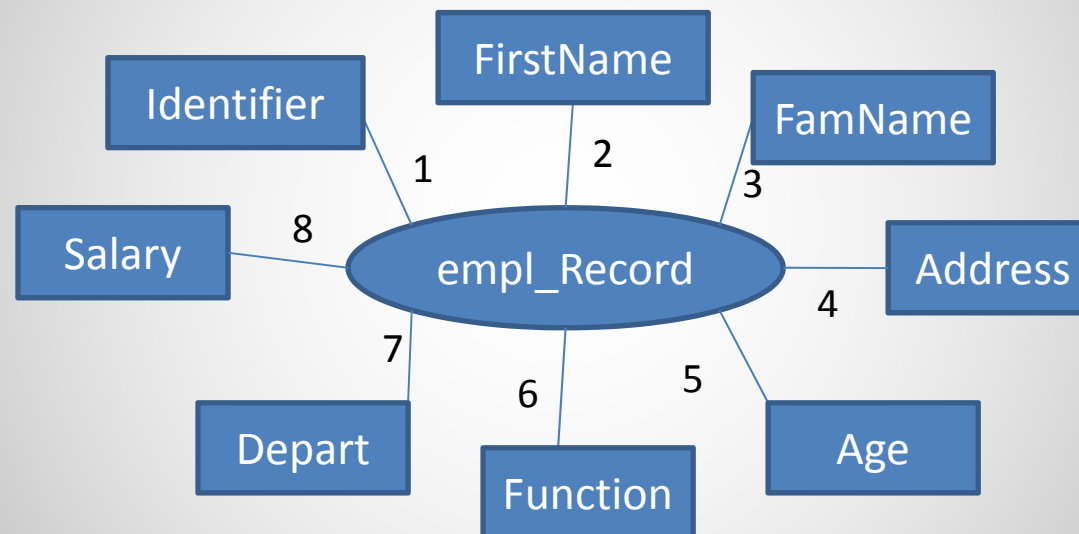 FirstName
Identifier
FamName
1
2
3
Salary
8
empl_Record
Address
4
7
6
5
Depart
Function
Age